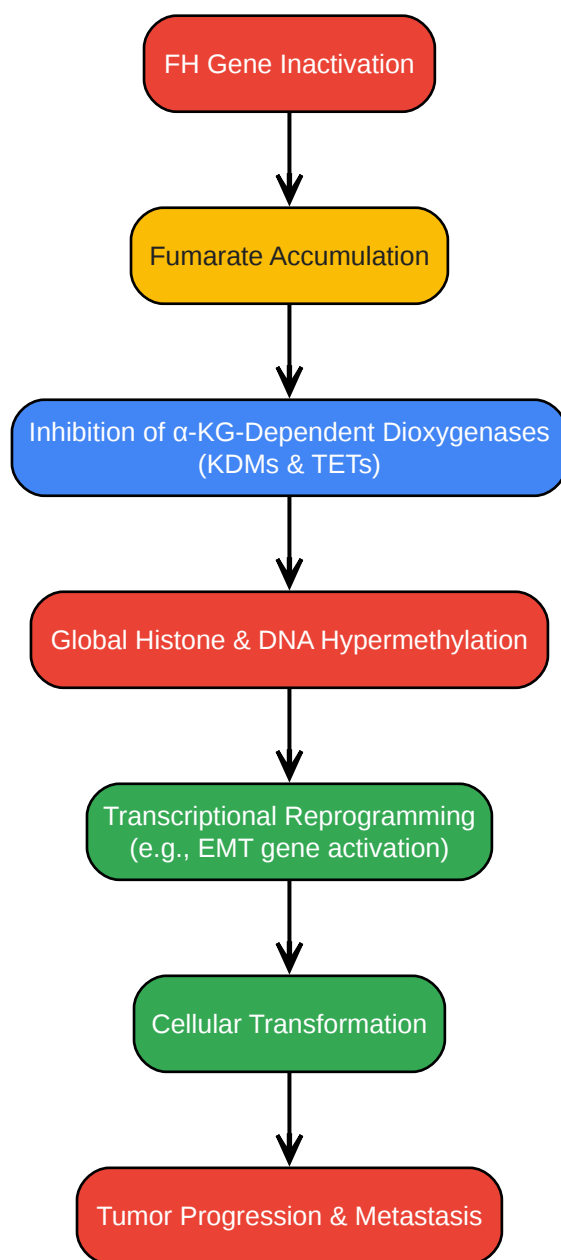 FH Gene Inactivation
Fumarate Accumulation
Inhibition of α-KG-Dependent Dioxygenases
(KDMs & TETs)
Global Histone & DNA Hypermethylation
Transcriptional Reprogramming
(e.g., EMT gene activation)
Cellular Transformation
Tumor Progression & Metastasis